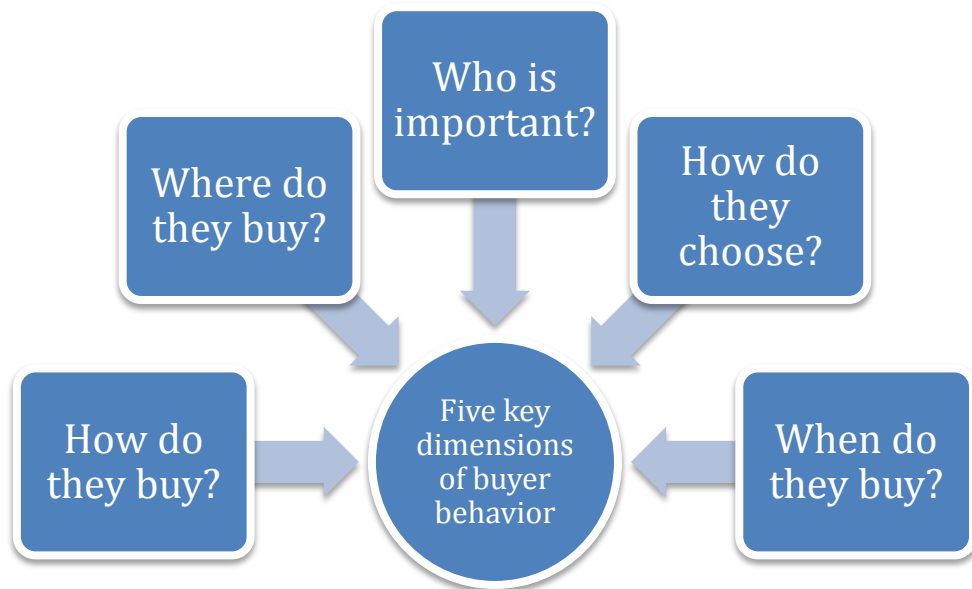 Who is
important?
Where do
they buy?
How do
they
choose?
How do
they buy?
Five key
dimensions
of buyer
behavior
When do
they buy?